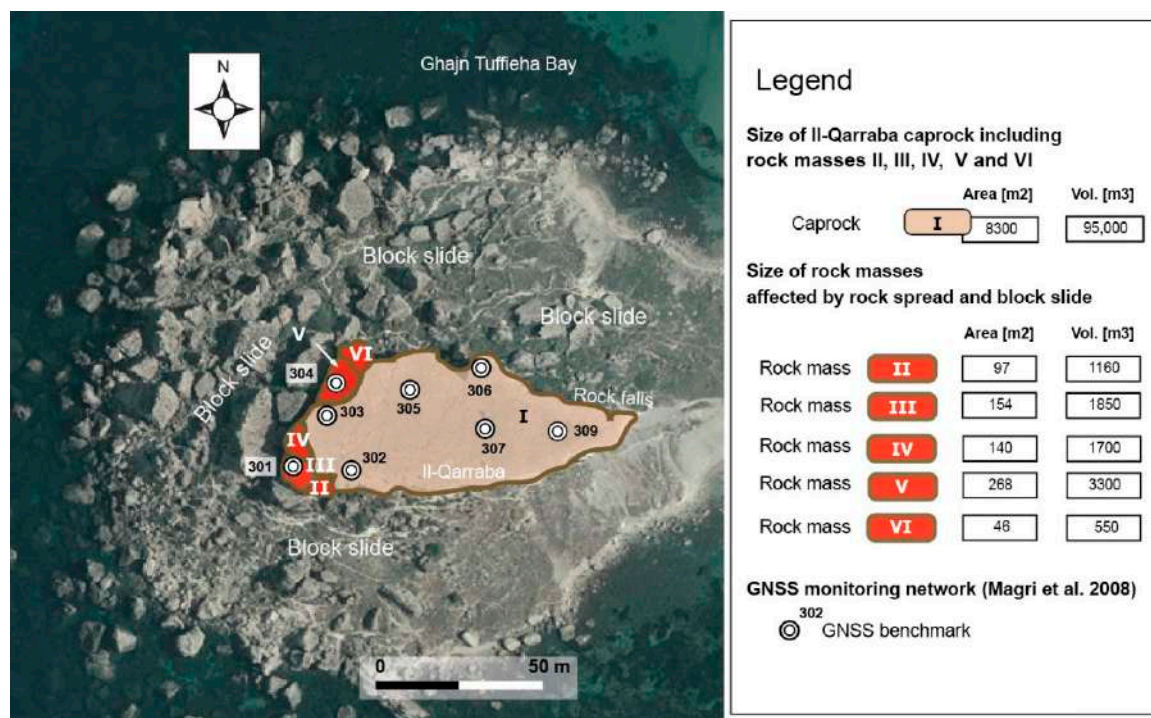 Ghajn Tuffieha Bay
N
Block slide
Block slide
Block slide
V
VI
304
306
303
305
Rock falls
I
307
309
IV
301
III
302
II
Il-Qarraba
Block slide
0 50 m
Legend
Size of Il-Qarraba caprock including
rock masses II, III, IV, V and VI
Area [m2] Vol. [m3]
Caprock I 8300 95,000
Size of rock masses
affected by rock spread and block slide
Area [m2] Vol. [m3]
Rock mass II 97 1160
Rock mass III 154 1850
Rock mass IV 140 1700
Rock mass V 268 3300
Rock mass VI 46 550
GNSS monitoring network (Magri et al. 2008)
302
GNSS benchmark